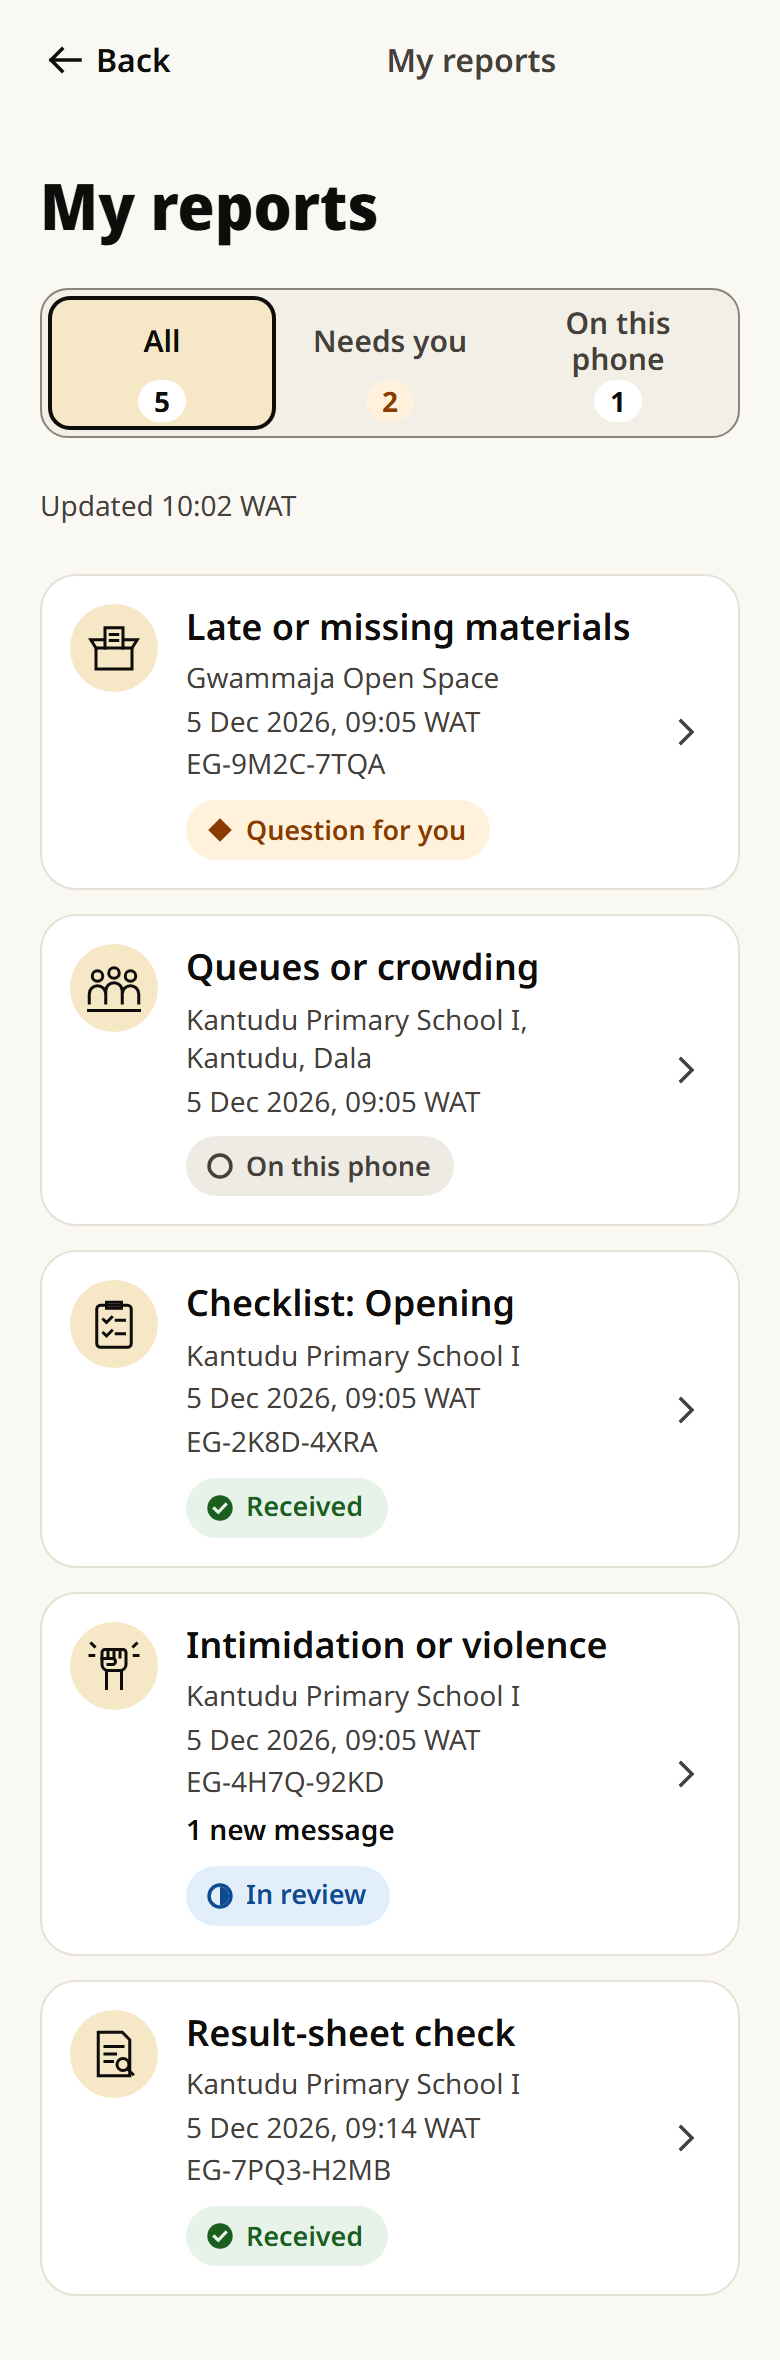 Back
My reports
My reports
All
5
Needs you
2
On this
phone
1
Updated 10:02 WAT
Late or missing materials
Gwammaja Open Space
5 Dec 2026, 09:05 WAT
EG-9M2C-7TQA
Question for you
Queues or crowding
Kantudu Primary School I,
Kantudu, Dala
5 Dec 2026, 09:05 WAT
On this phone
Checklist: Opening
Kantudu Primary School I
5 Dec 2026, 09:05 WAT
EG-2K8D-4XRA
Received
Intimidation or violence
Kantudu Primary School I
5 Dec 2026, 09:05 WAT
EG-4H7Q-92KD
1 new message
In review
Result-sheet check
Kantudu Primary School I
5 Dec 2026, 09:14 WAT
EG-7PQ3-H2MB
Received